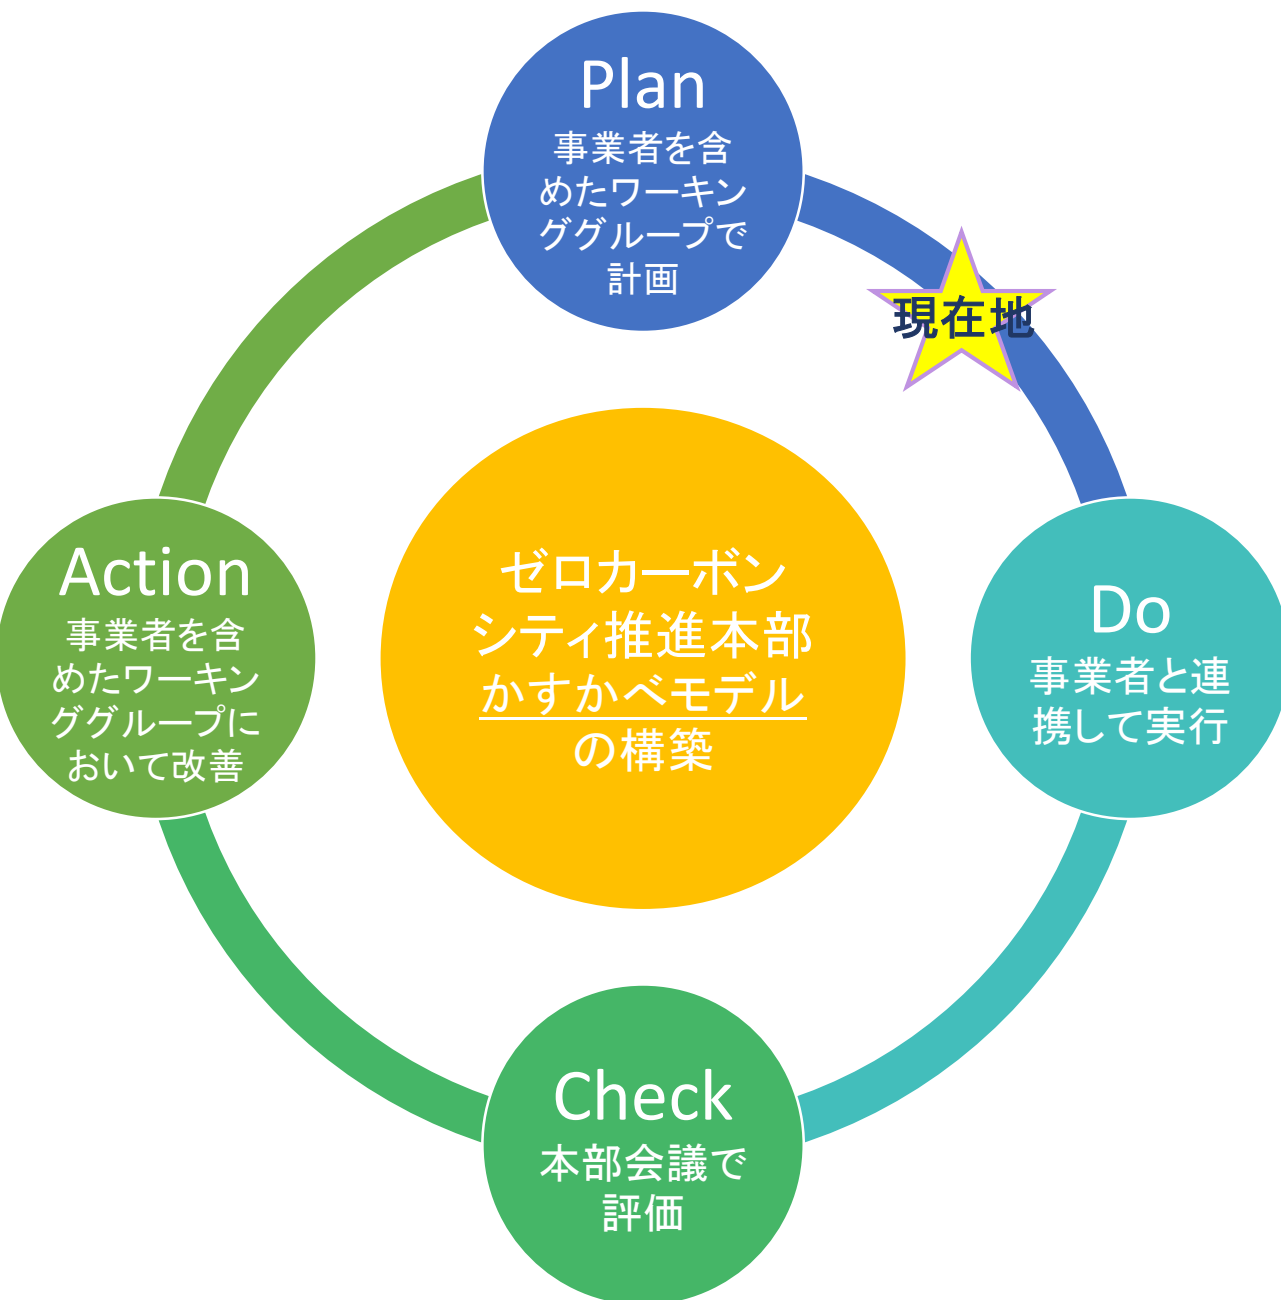 Plan
事業者を含
めたワーキン
ググループで
計画
現在地
Do
事業者と連
携して実行
Check
本部会議で
評価
Action
事業者を含
めたワーキン
ググループに
おいて改善
ゼロカーボン
シティ推進本部
かすかべモデル
の構築